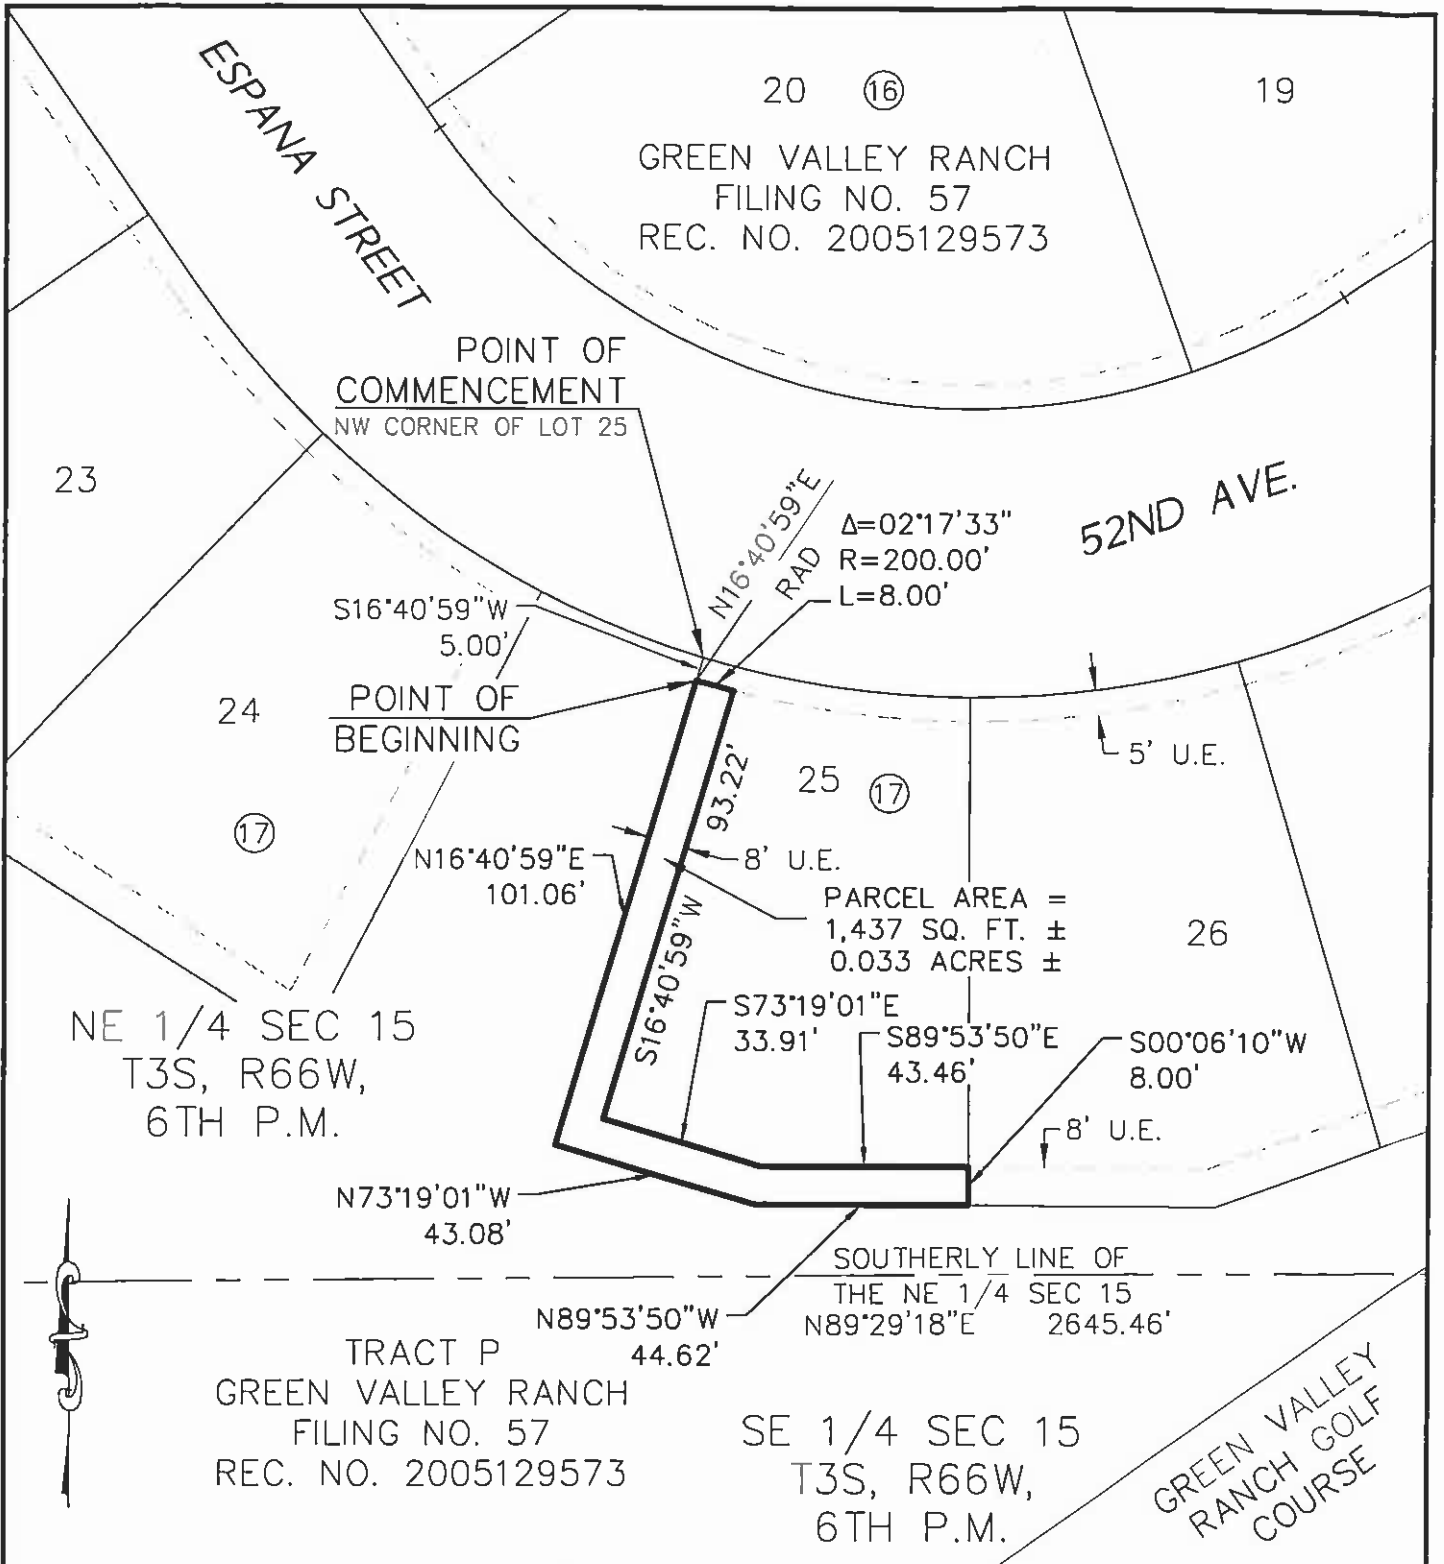 ESPANA STREET
20 16
19
GREEN VALLEY RANCH
FILING NO. 57
REC. NO. 2005129573
POINT OF
COMMENCEMENT
NW CORNER OF LOT 25
23
N16°40'59"E
RAD
Δ=02°17'33"
R=200.00'
L=8.00'
52ND AVE.
S16°40'59"W
5.00'
POINT OF
BEGINNING
24
17
25 17
5' U.E.
93.22'
S16°40'59"W
N16°40'59"E
101.06'
8' U.E.
PARCEL AREA =
1,437 SQ. FT. ±
0.033 ACRES ±
26
NE 1/4 SEC 15
T3S, R66W,
6TH P.M.
S73°19'01"E
33.91'
S89°53'50"E
43.46'
S00°06'10"W
8.00'
8' U.E.
N73°19'01"W
43.08'
SOUTHERLY LINE OF
THE NE 1/4 SEC 15
N89°29'18"E 2645.46'
N89°53'50"W
44.62'
TRACT P
GREEN VALLEY RANCH
FILING NO. 57
REC. NO. 2005129573
SE 1/4 SEC 15
T3S, R66W,
6TH P.M.
GREEN VALLEY
RANCH GOLF
COURSE